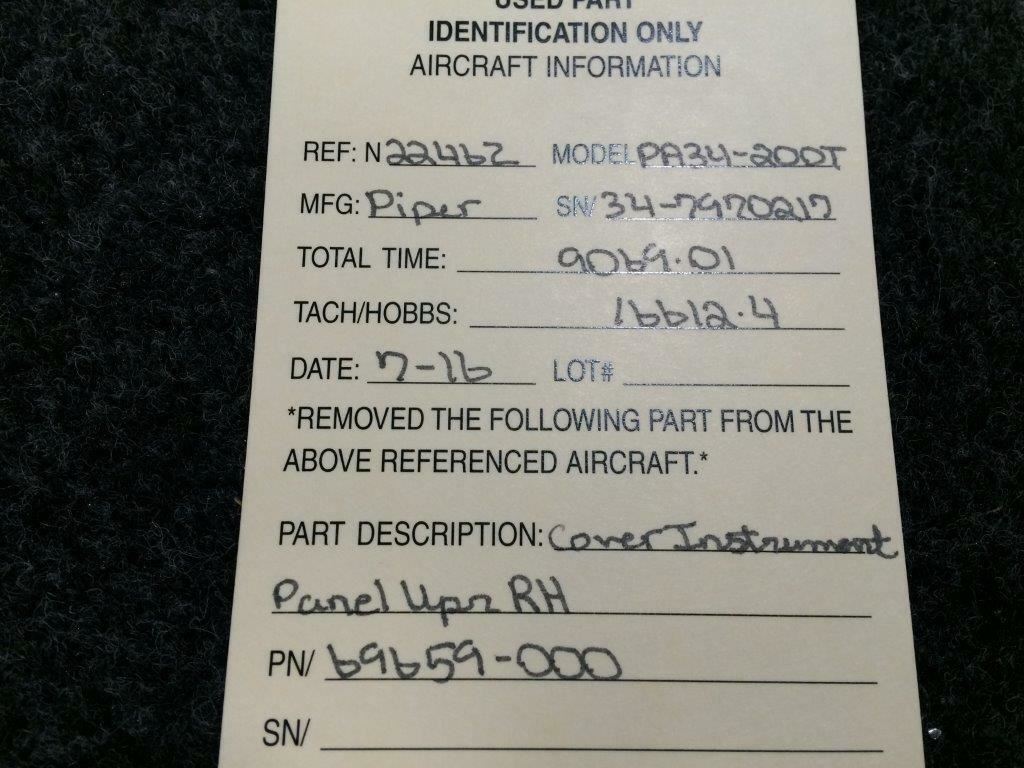 USED PART
IDENTIFICATION ONLY
AIRCRAFT INFORMATION
REF: N 22462 MODEL PA34-200T
MFG: Piper SN/ 34-7970217
TOTAL TIME: 9069.01
TACH/HOBBS: 16612.4
DATE: 7-16 LOT#
*REMOVED THE FOLLOWING PART FROM THE
ABOVE REFERENCED AIRCRAFT.*
PART DESCRIPTION: Cover Instrument
Panel Upr RH
PN/ 69659-000
SN/